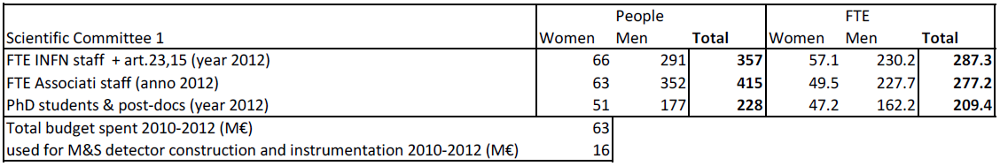 People FTE
Scientific Committee 1 Women Men Total Women Men Total
FTE INFN staff + art.23,15 (year 2012) 66 291 357 57.1 230.2 287.3
FTE Associati staff (anno 2012) 63 352 415 49.5 227.7 277.2
PhD students & post-docs (year 2012) 51 177 228 47.2 162.2 209.4
Total budget spent 2010-2012 (M€) 63
used for M&S detector construction and instrumentation 2010-2012 (M€) 16